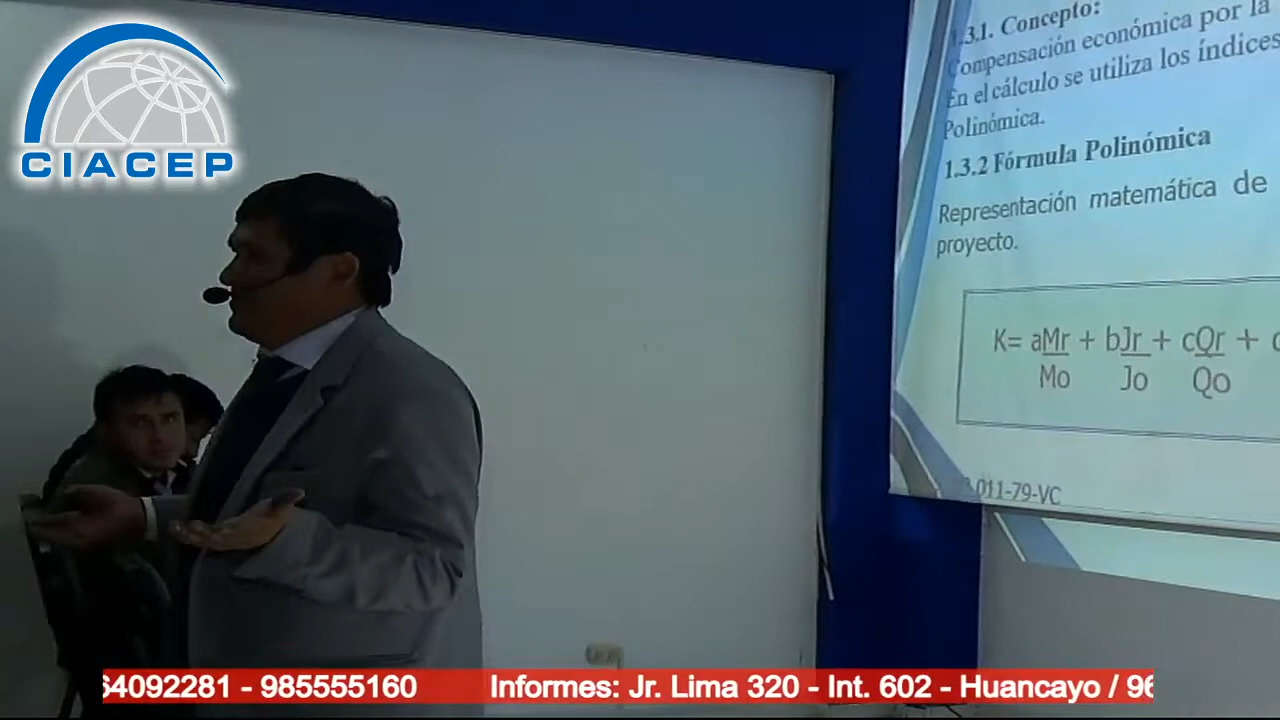 CIACEP
.3.1. Concepto:
Compensación económica por la
En el cálculo se utiliza los índices
Polinómica.
1.3.2 Fórmula Polinómica
Representación matemática de
proyecto.
K= aMr + bJr + cQr +
Mo Jo Qo
011-79-VC
64092281 - 985555160 Informes: Jr. Lima 320 - Int. 602 - Huancayo / 96